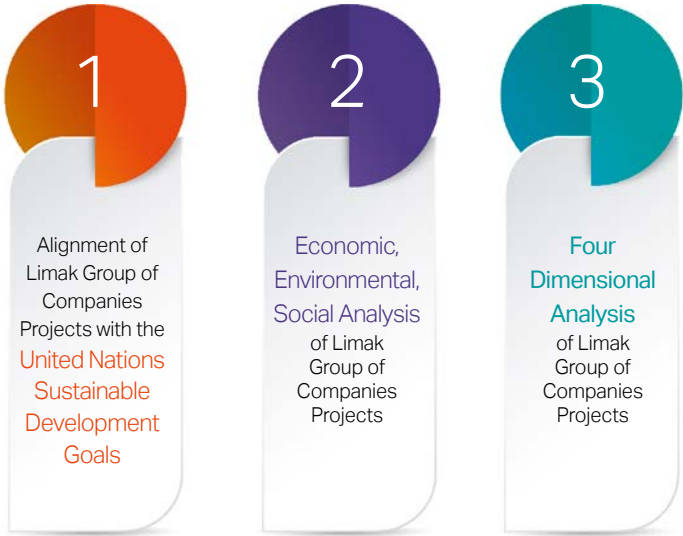 1
Alignment of
Limak Group of
Companies
Projects with the
United Nations
Sustainable
Development
Goals
2
Economic,
Environmental,
Social Analysis
of Limak
Group of
Companies
Projects
3
Four
Dimensional
Analysis
of Limak
Group of
Companies
Projects